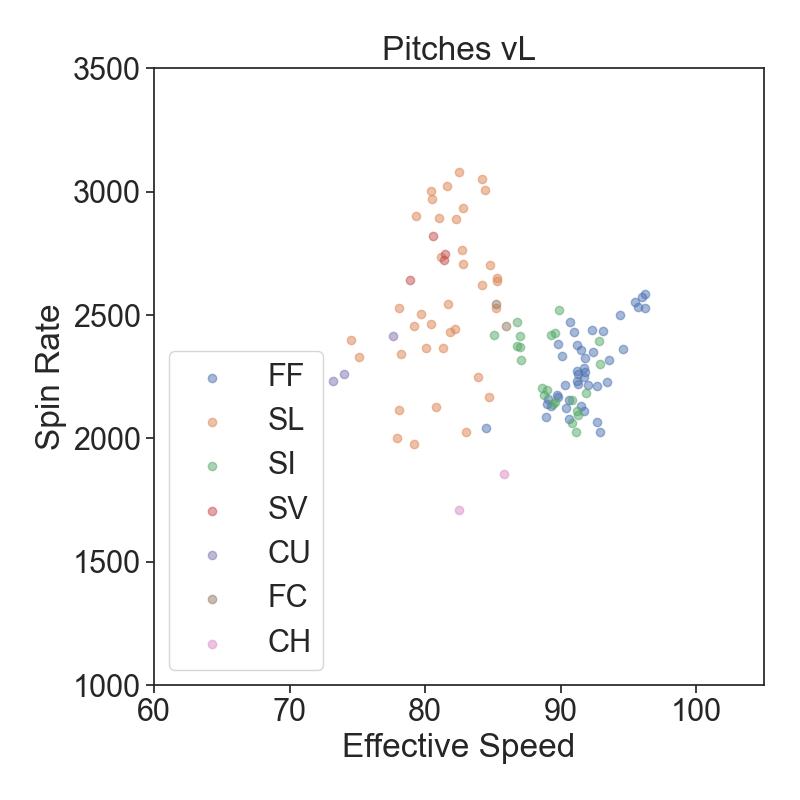 Pitches vL
3500
3000
2500
2000
1500
1000
Spin Rate
FF
SL
SI
SV
CU
FC
CH
60 70 80 90 100
Effective Speed